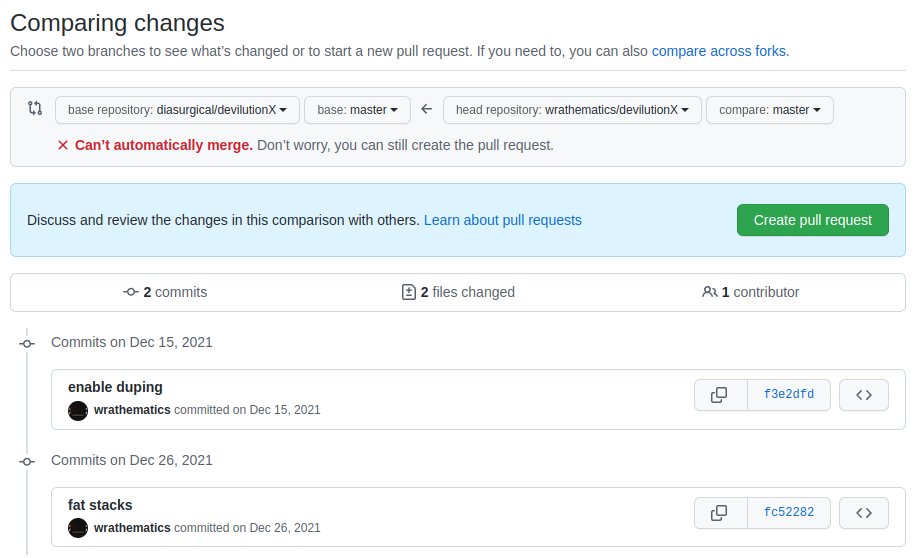 Comparing changes
Choose two branches to see what’s changed or to start a new pull request. If you need to, you can also compare across forks.
base repository: diasurgical/devilutionX base: master head repository: wrathematics/devilutionX compare: master
Can’t automatically merge. Don’t worry, you can still create the pull request.
Discuss and review the changes in this comparison with others. Learn about pull requests Create pull request
2 commits 2 files changed 1 contributor
Commits on Dec 15, 2021
enable duping
wrathematics committed on Dec 15, 2021 f3e2dfd
Commits on Dec 26, 2021
fat stacks
wrathematics committed on Dec 26, 2021 fc52282